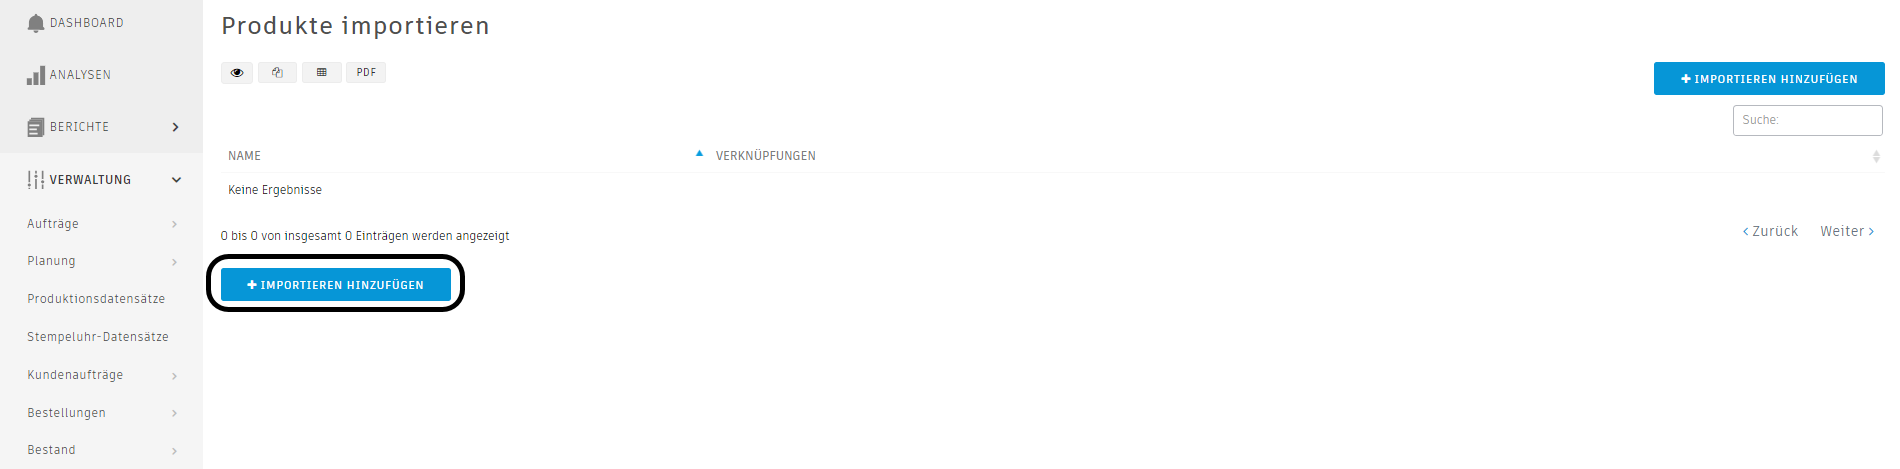 DASHBOARD
ANALYSEN
BERICHTE
VERWALTUNG
Aufträge
Planung
Produktionsdatensätze
Stempeluhr-Datensätze
Kundenaufträge
Bestellungen
Bestand
Produkte importieren
PDF
IMPORTIEREN HINZUFÜGEN
Suche:
NAME VERKNÜPFUNGEN
Keine Ergebnisse
0 bis 0 von insgesamt 0 Einträgen werden angezeigt
Zurück Weiter
IMPORTIEREN HINZUFÜGEN